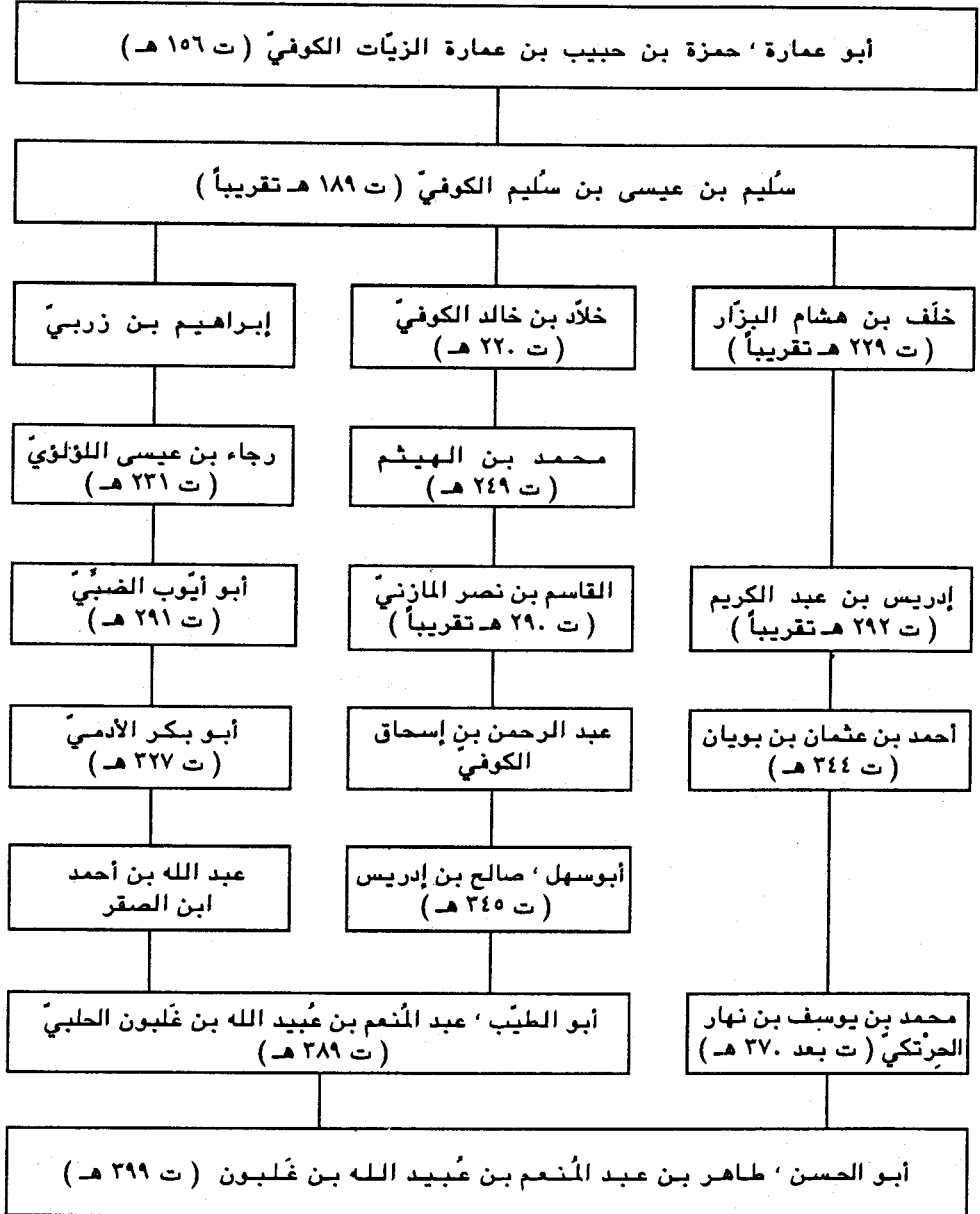 أبو عمارة ، حمزة بن حبيب بن عمارة الزيّات الكوفيّ ( ت ١٥٦ هـ )
سُليم بن عيسى بن سُليم الكوفيّ ( ت ١٨٩ هـ تقريباً )
خلَف بن هشام البزّار
( ت ٢٢٩ هـ تقريباً )
خلاّد بن خالد الكوفيّ
( ت ٢٢٠ هـ )
إبراهيم بن زربيّ
محمد بن الهيثم
( ت ٢٤٩ هـ )
رجاء بن عيسى اللؤلؤيّ
( ت ٢٣١ هـ )
إدريس بن عبد الكريم
( ت ٢٩٢ هـ تقريباً )
القاسم بن نصر المازنيّ
( ت ٢٩٠ هـ تقريباً )
أبو أيّوب الضبّيّ
( ت ٢٩١ هـ )
أحمد بن عثمان بن بويان
( ت ٣٤٤ هـ )
عبد الرحمن بن إسحاق
الكوفيّ
أبو بكر الأدميّ
( ت ٣٢٧ هـ )
أبوسهل ، صالح بن إدريس
( ت ٣٤٥ هـ )
عبد الله بن أحمد
ابن الصقر
محمد بن يوسف بن نهار
الحِرْتكيّ ( ت بعد ٣٧٠ هـ )
أبو الطيّب ، عبد المُنعم بن عُبيد الله بن غَلبون الحلبيّ
( ت ٣٨٩ هـ )
أبو الحسن ، طاهر بن عبد المُنعم بن عُبيد الله بن غَلبون ( ت ٣٩٩ هـ )